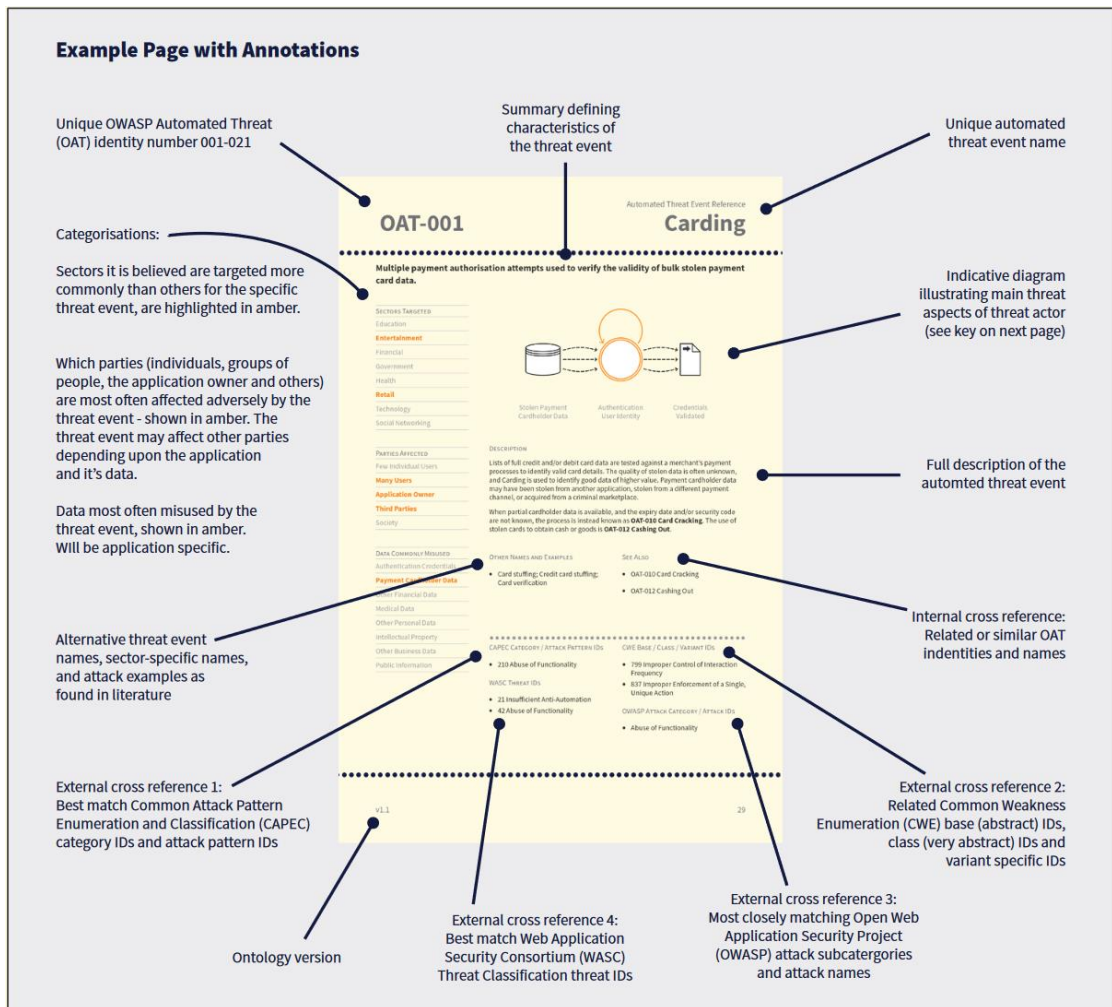 Example Page with Annotations
Unique OWASP Automated Threat
(OAT) identity number 001-021
Summary defining
characteristics of
the threat event
Unique automated
threat event name
Categorisations:
Sectors it is believed are targeted more
commonly than others for the specific
threat event, are highlighted in amber.
Which parties (individuals, groups of
people, the application owner and others)
are most often affected adversely by the
threat event - shown in amber. The
threat event may affect other parties
depending upon the application
and it's data.
Data most often misused by the
threat event, shown in amber.
Will be application specific.
Alternative threat event
names, sector-specific names,
and attack examples as
found in literature
External cross reference 1:
Best match Common Attack Pattern
Enumeration and Classification (CAPEC)
category IDs and attack pattern IDs
Ontology version
OAT-001
Automated Threat Event Reference
Carding
Multiple payment authorisation attempts used to verify the validity of bulk stolen payment
card data.
Sectors Targeted
Education
Entertainment
Financial
Government
Health
Retail
Technology
Social Networking
Parties Affected
Few Individual Users
Many Users
Application Owner
Third Parties
Society
Data Commonly Misused
Authentication Credentials
Payment Cardholder Data
Other Financial Data
Medical Data
Other Personal Data
Intellectual Property
Other Business Data
Public Information
Stolen Payment
Cardholder Data
Authentication
User Identity
Credentials
Validated
Description
Lists of full credit and/or debit card data are tested against a merchant's payment
processes to identify valid card details. The quality of stolen data is often unknown,
and Carding is used to identify good data of higher value. Payment cardholder data
may have been stolen from another application, stolen from a different payment
channel, or acquired from a criminal marketplace.
When partial cardholder data is available, and the expiry date and/or security code
are not known, the process is instead known as OAT-010 Card Cracking. The use of
stolen cards to obtain cash or goods is OAT-012 Cashing Out.
Other Names and Examples
• Card stuffing; Credit card stuffing;
Card verification
See Also
• OAT-010 Card Cracking
• OAT-012 Cashing Out
CAPEC Category / Attack Pattern IDs
• 210 Abuse of Functionality
WASC Threat IDs
• 21 Insufficient Anti-Automation
• 42 Abuse of Functionality
CWE Base / Class / Variant IDs
• 799 Improper Control of Interaction
Frequency
• 837 Improper Enforcement of a Single,
Unique Action
OWASP Attack Category / Attack IDs
• Abuse of Functionality
v1.1
29
Indicative diagram
illustrating main threat
aspects of threat actor
(see key on next page)
Full description of the
automted threat event
Internal cross reference:
Related or similar OAT
indentities and names
External cross reference 2:
Related Common Weakness
Enumeration (CWE) base (abstract) IDs,
class (very abstract) IDs and
variant specific IDs
External cross reference 3:
Most closely matching Open Web
Application Security Project
(OWASP) attack subcatergories
and attack names
External cross reference 4:
Best match Web Application
Security Consortium (WASC)
Threat Classification threat IDs